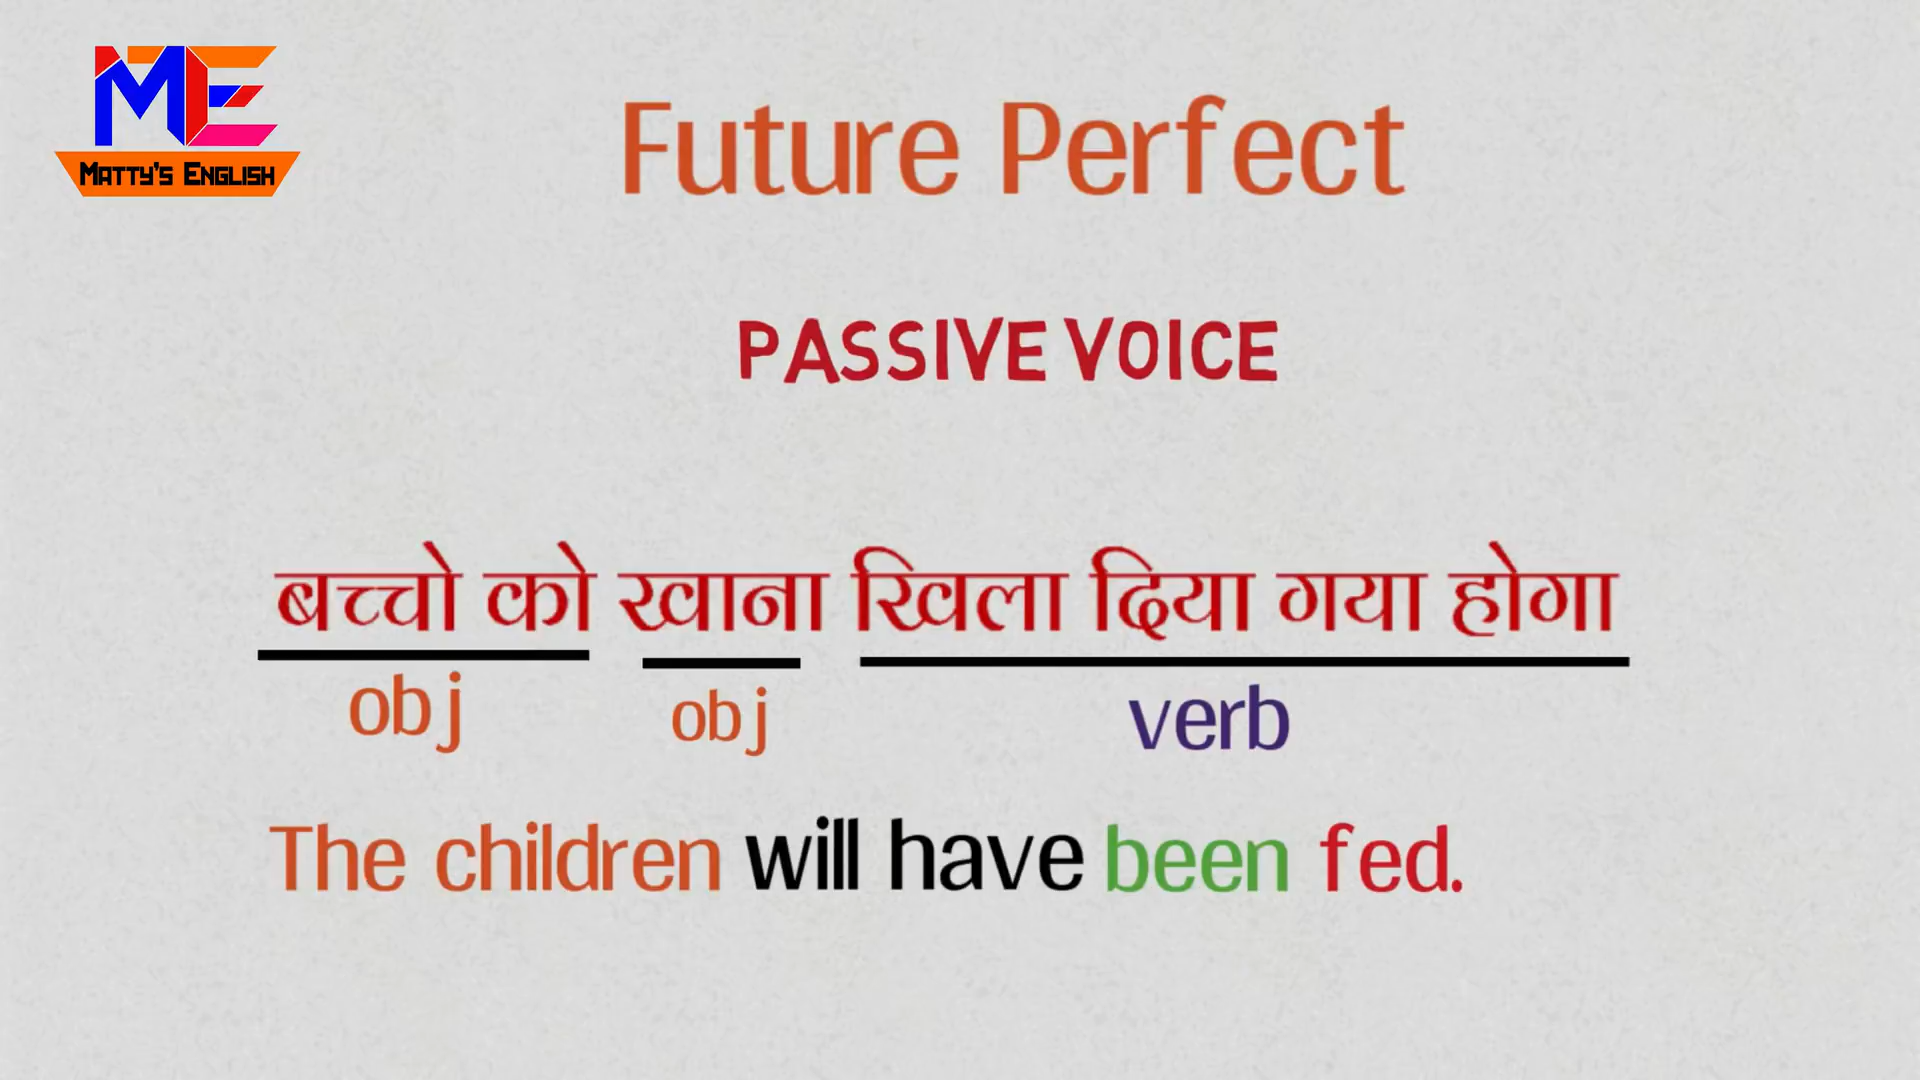 ME
MATTY'S ENGLISH
Future Perfect
PASSIVE VOICE
बच्चो को खाना खिला दिया गया होगा
obj obj verb
The children will have been fed.